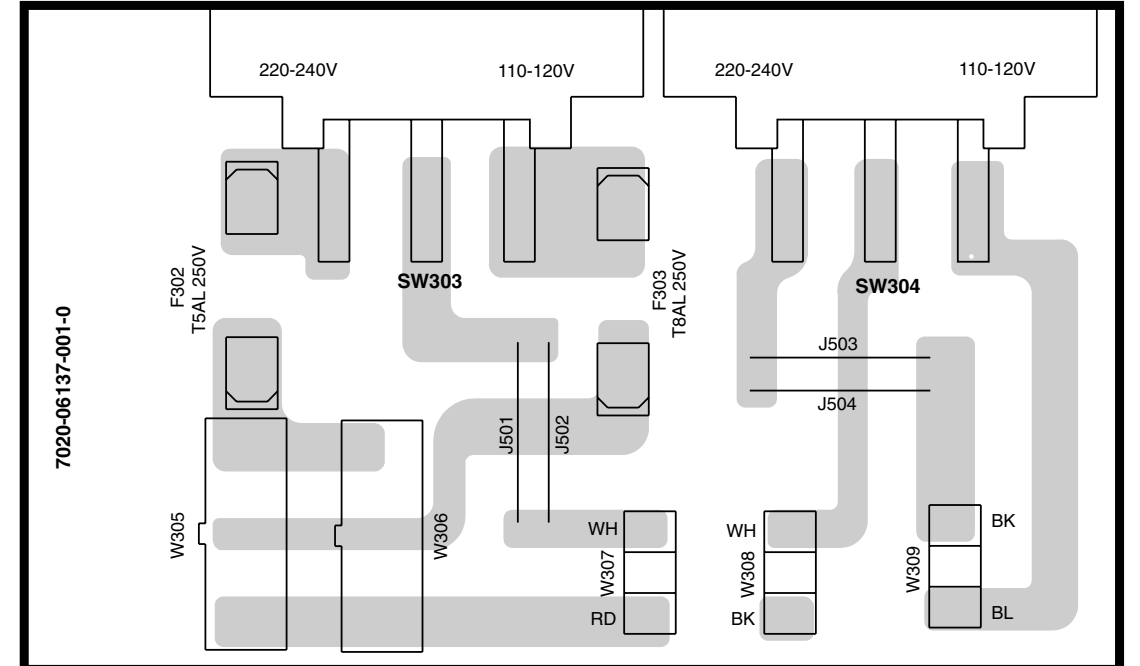 220-240V
110-120V
220-240V
110-120V
F302
T5AL 250V
SW303
F303
T8AL 250V
SW304
7020-06137-001-0
J503
J504
J501
J502
W305
W306
WH
W307
RD
WH
W308
BK
W309
BK
BL